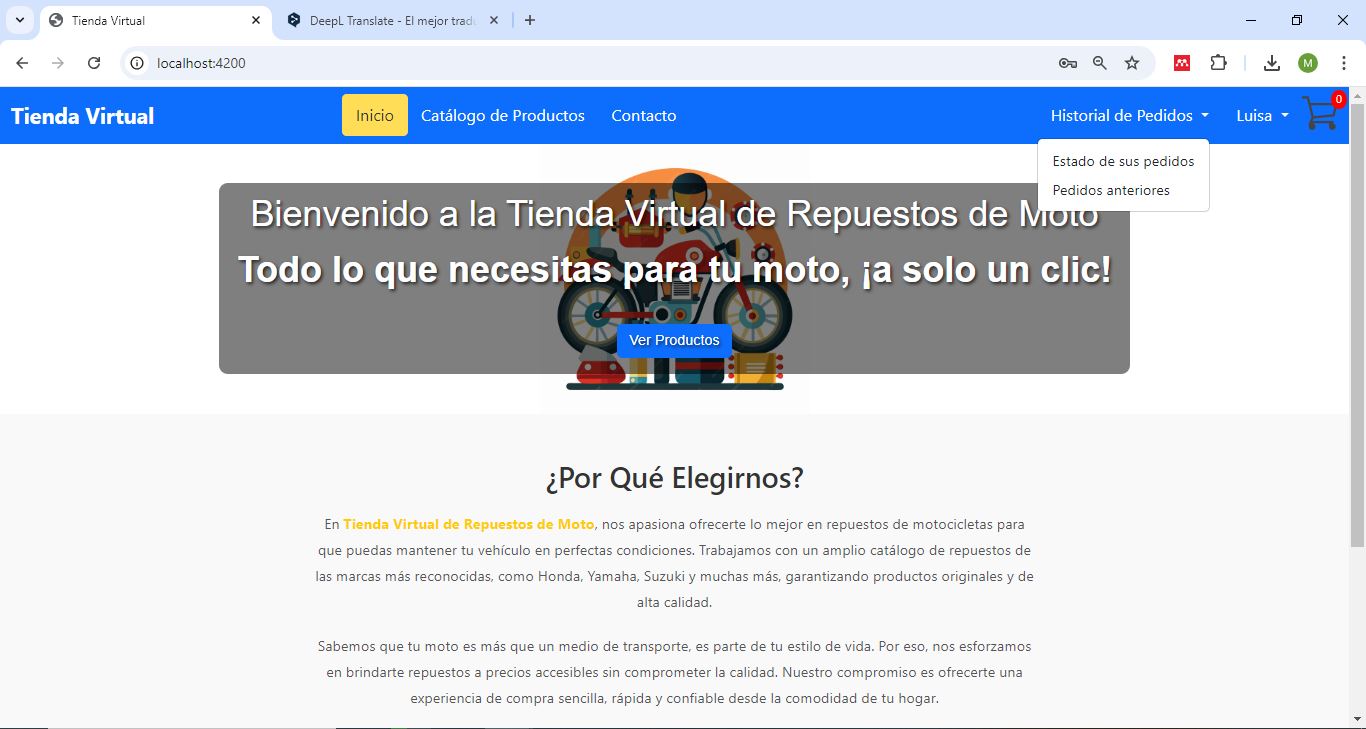 Tienda Virtual
DeepL Translate - El mejor tradu
localhost:4200
M
Tienda Virtual
Inicio
Catálogo de Productos
Contacto
Historial de Pedidos
Luisa
0
Estado de sus pedidos
Pedidos anteriores
Bienvenido a la Tienda Virtual de Repuestos de Moto
Todo lo que necesitas para tu moto, ¡a solo un clic!
Ver Productos
¿Por Qué Elegirnos?
En Tienda Virtual de Repuestos de Moto, nos apasiona ofrecerte lo mejor en repuestos de motocicletas para
que puedas mantener tu vehículo en perfectas condiciones. Trabajamos con un amplio catálogo de repuestos de
las marcas más reconocidas, como Honda, Yamaha, Suzuki y muchas más, garantizando productos originales y de
alta calidad.
Sabemos que tu moto es más que un medio de transporte, es parte de tu estilo de vida. Por eso, nos esforzamos
en brindarte repuestos a precios accesibles sin comprometer la calidad. Nuestro compromiso es ofrecerte una
experiencia de compra sencilla, rápida y confiable desde la comodidad de tu hogar.